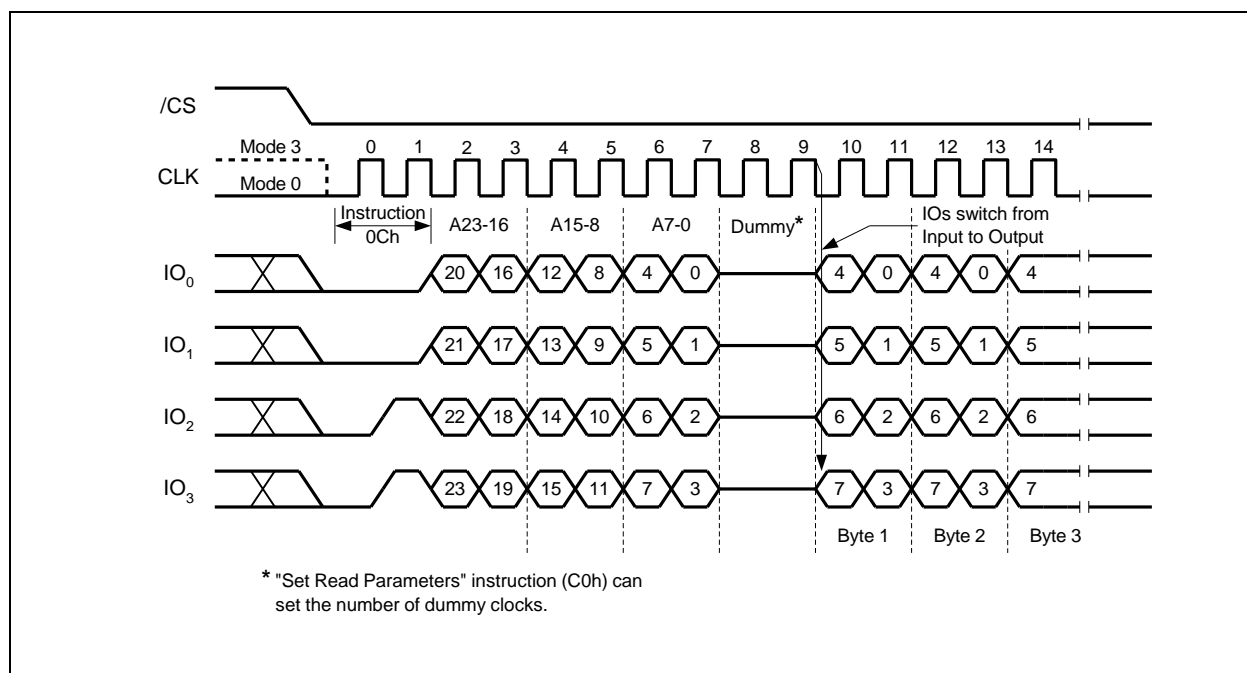 /CS
Mode 3 0 1 2 3 4 5 6 7 8 9 10 11 12 13 14
CLK
Mode 0
Instruction
0Ch
A23-16 A15-8 A7-0 Dummy*
IOs switch from
Input to Output
IO0 20 16 12 8 4 0 4 0 4 0 4
IO1 21 17 13 9 5 1 5 1 5 1 5
IO2 22 18 14 10 6 2 6 2 6 2 6
IO3 23 19 15 11 7 3 7 3 7 3 7
Byte 1 Byte 2 Byte 3
* "Set Read Parameters" instruction (C0h) can
set the number of dummy clocks.